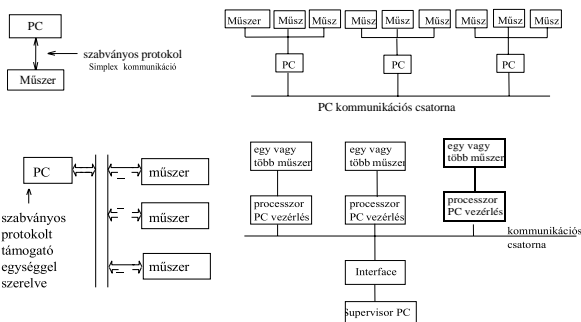 PC
szabványos protokol
Simplex kommunikáció
Műszer
Műszer Műsz Műsz Műsz Műsz Műsz Műsz Műsz Műsz
PC PC PC
PC kommunikációs csatorna
PC
szabványos
protokolt
támogató
egységgel
szerelve
műszer
műszer
műszer
egy vagy
több műszer
egy vagy
több műszer
egy vagy
több műszer
processzor
PC vezérlés
processzor
PC vezérlés
processzor
PC vezérlés
kommunikációs
csatorna
Interface
Supervisor PC